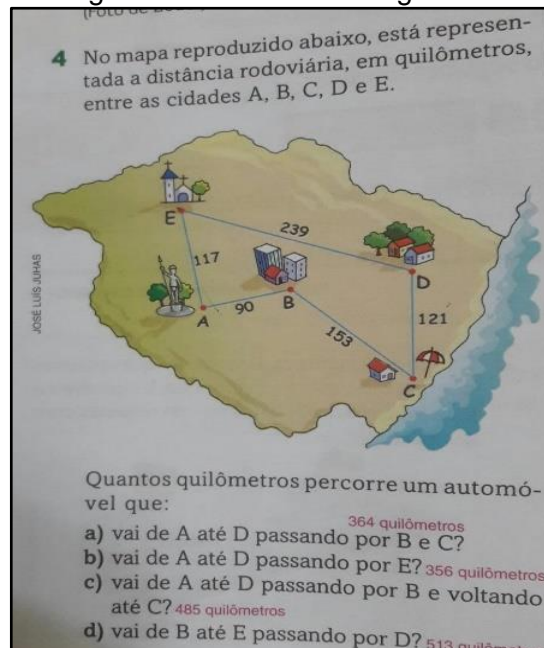 4 No mapa reproduzido abaixo, está represen-
tada a distância rodoviária, em quilômetros,
entre as cidades A, B, C, D e E.
E
239
D
117
B
A
90
121
153
C
JOSÉ LUÍS JUHAS
Quantos quilômetros percorre um automó-
vel que:
364 quilômetros
a) vai de A até D passando por B e C?
b) vai de A até D passando por E? 356 quilômetros
c) vai de A até D passando por B e voltando
até C? 485 quilômetros
d) vai de B até E passando por D? 513